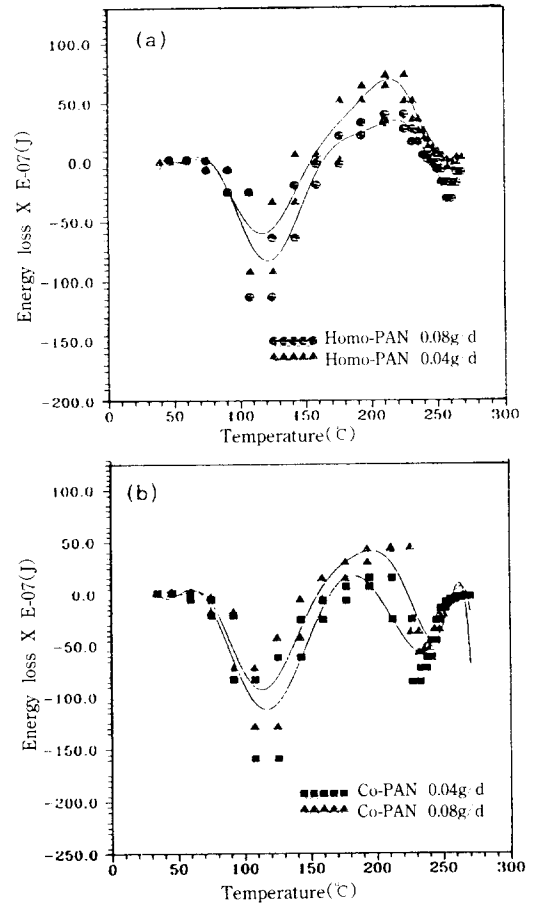 (a)
100.0
50.0
0.0
-50.0
-100.0
-150.0
-200.0
Energy loss X E-07(J)
Homo-PAN 0.08g/d
Homo-PAN 0.04g/d
0 50 100 150 200 250 300
Temperature(℃)
(b)
100.0
50.0
0.0
-50.0
-100.0
-150.0
-200.0
-250.0
Energy loss X E-07(J)
Co-PAN 0.04g/d
Co-PAN 0.08g/d
0 50 100 150 200 250 300
Temperature(℃)